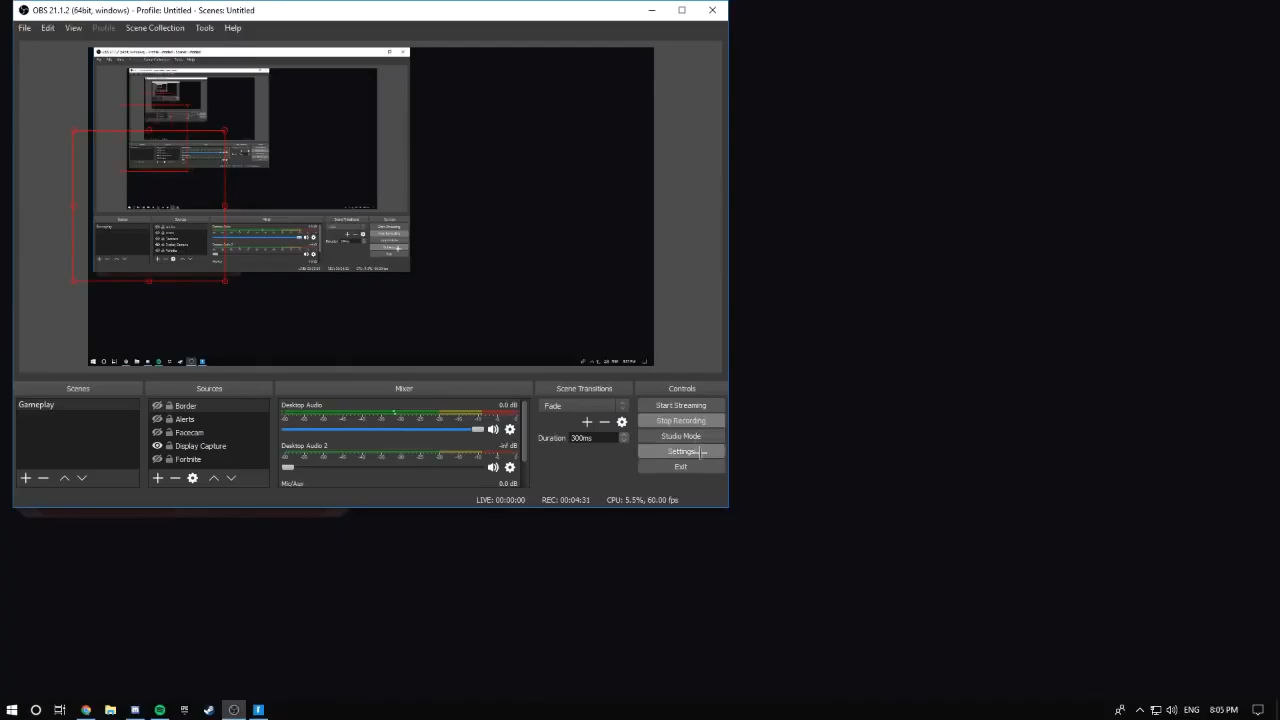 OBS 21.1.2 (64bit, windows) - Profile: Untitled - Scenes: Untitled
File Edit View Profile Scene Collection Tools Help
Scenes
Gameplay
Sources
Border
Alerts
Facecam
Display Capture
Fortnite
Mixer
Desktop Audio 0.0 dB
Desktop Audio 2 -inf dB
Mic/Aux 0.0 dB
Scene Transitions
Fade
Duration 300ms
Controls
Start Streaming
Stop Recording
Studio Mode
Settings
Exit
LIVE: 00:00:00 REC: 00:04:31 CPU: 5.5%, 60.00 fps
ENG 8:05 PM